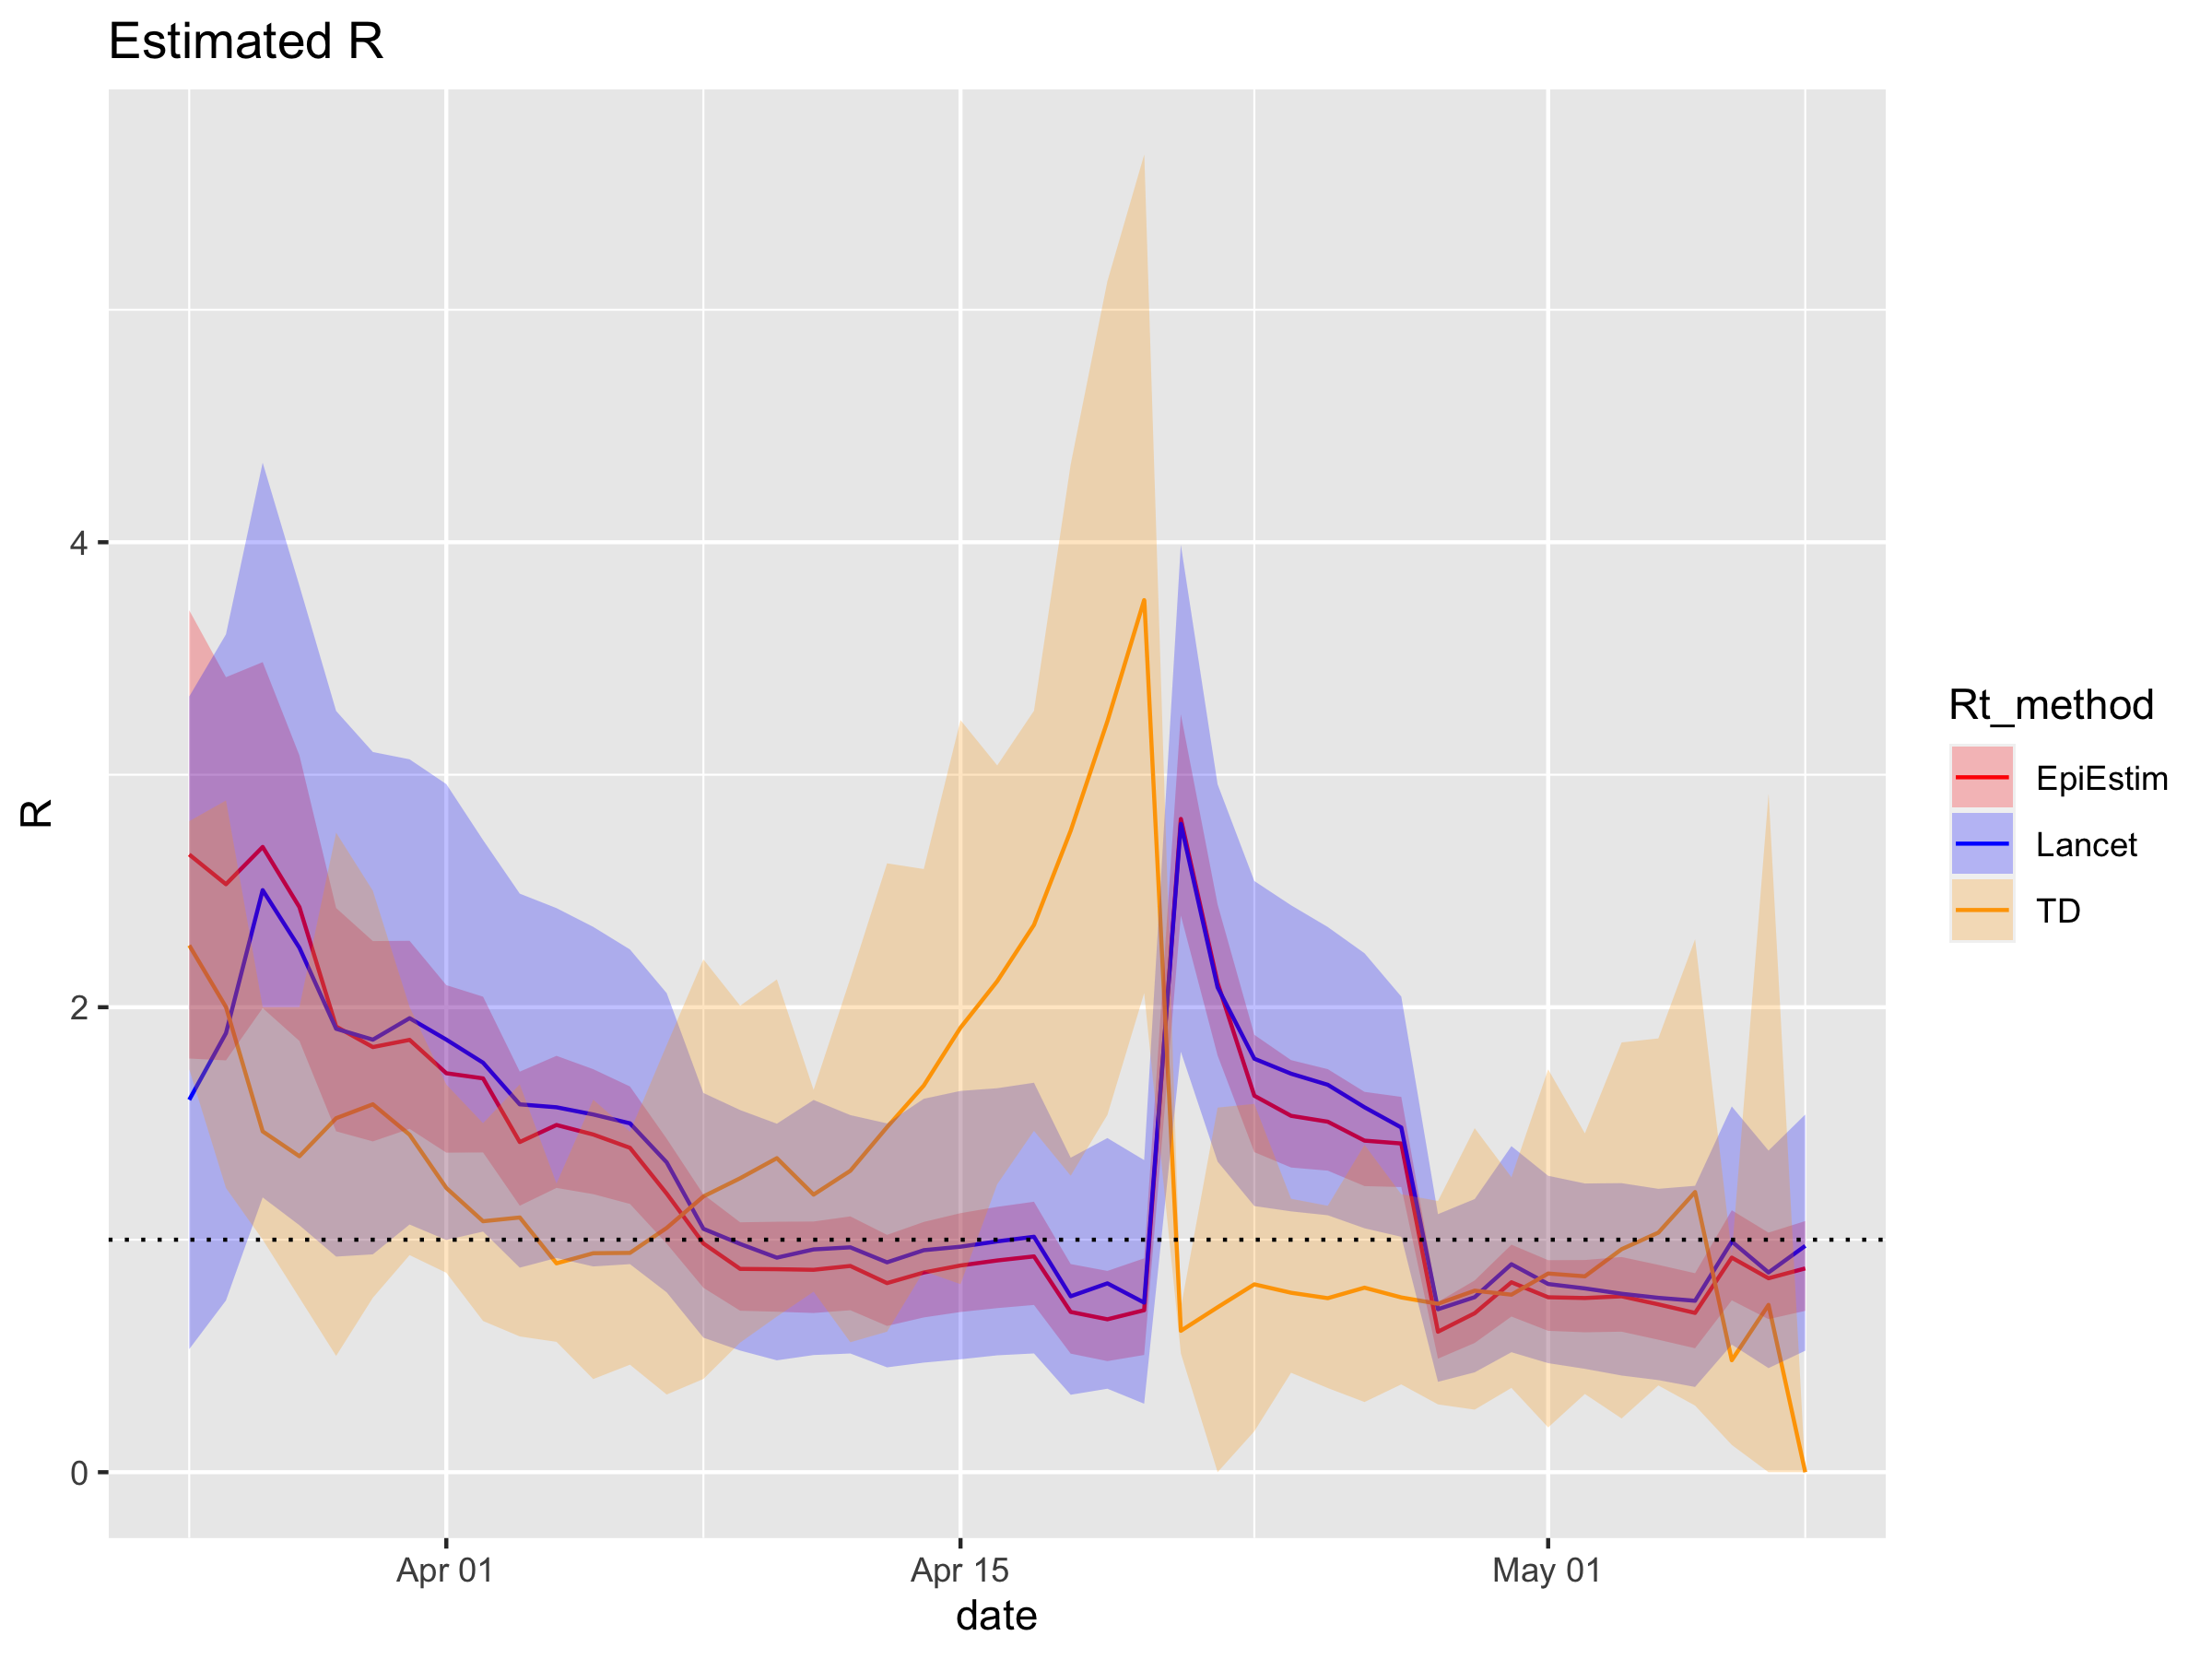 Estimated R
R
4
2
0
Apr 01
Apr 15
May 01
date
Rt_method
EpiEstim
Lancet
TD